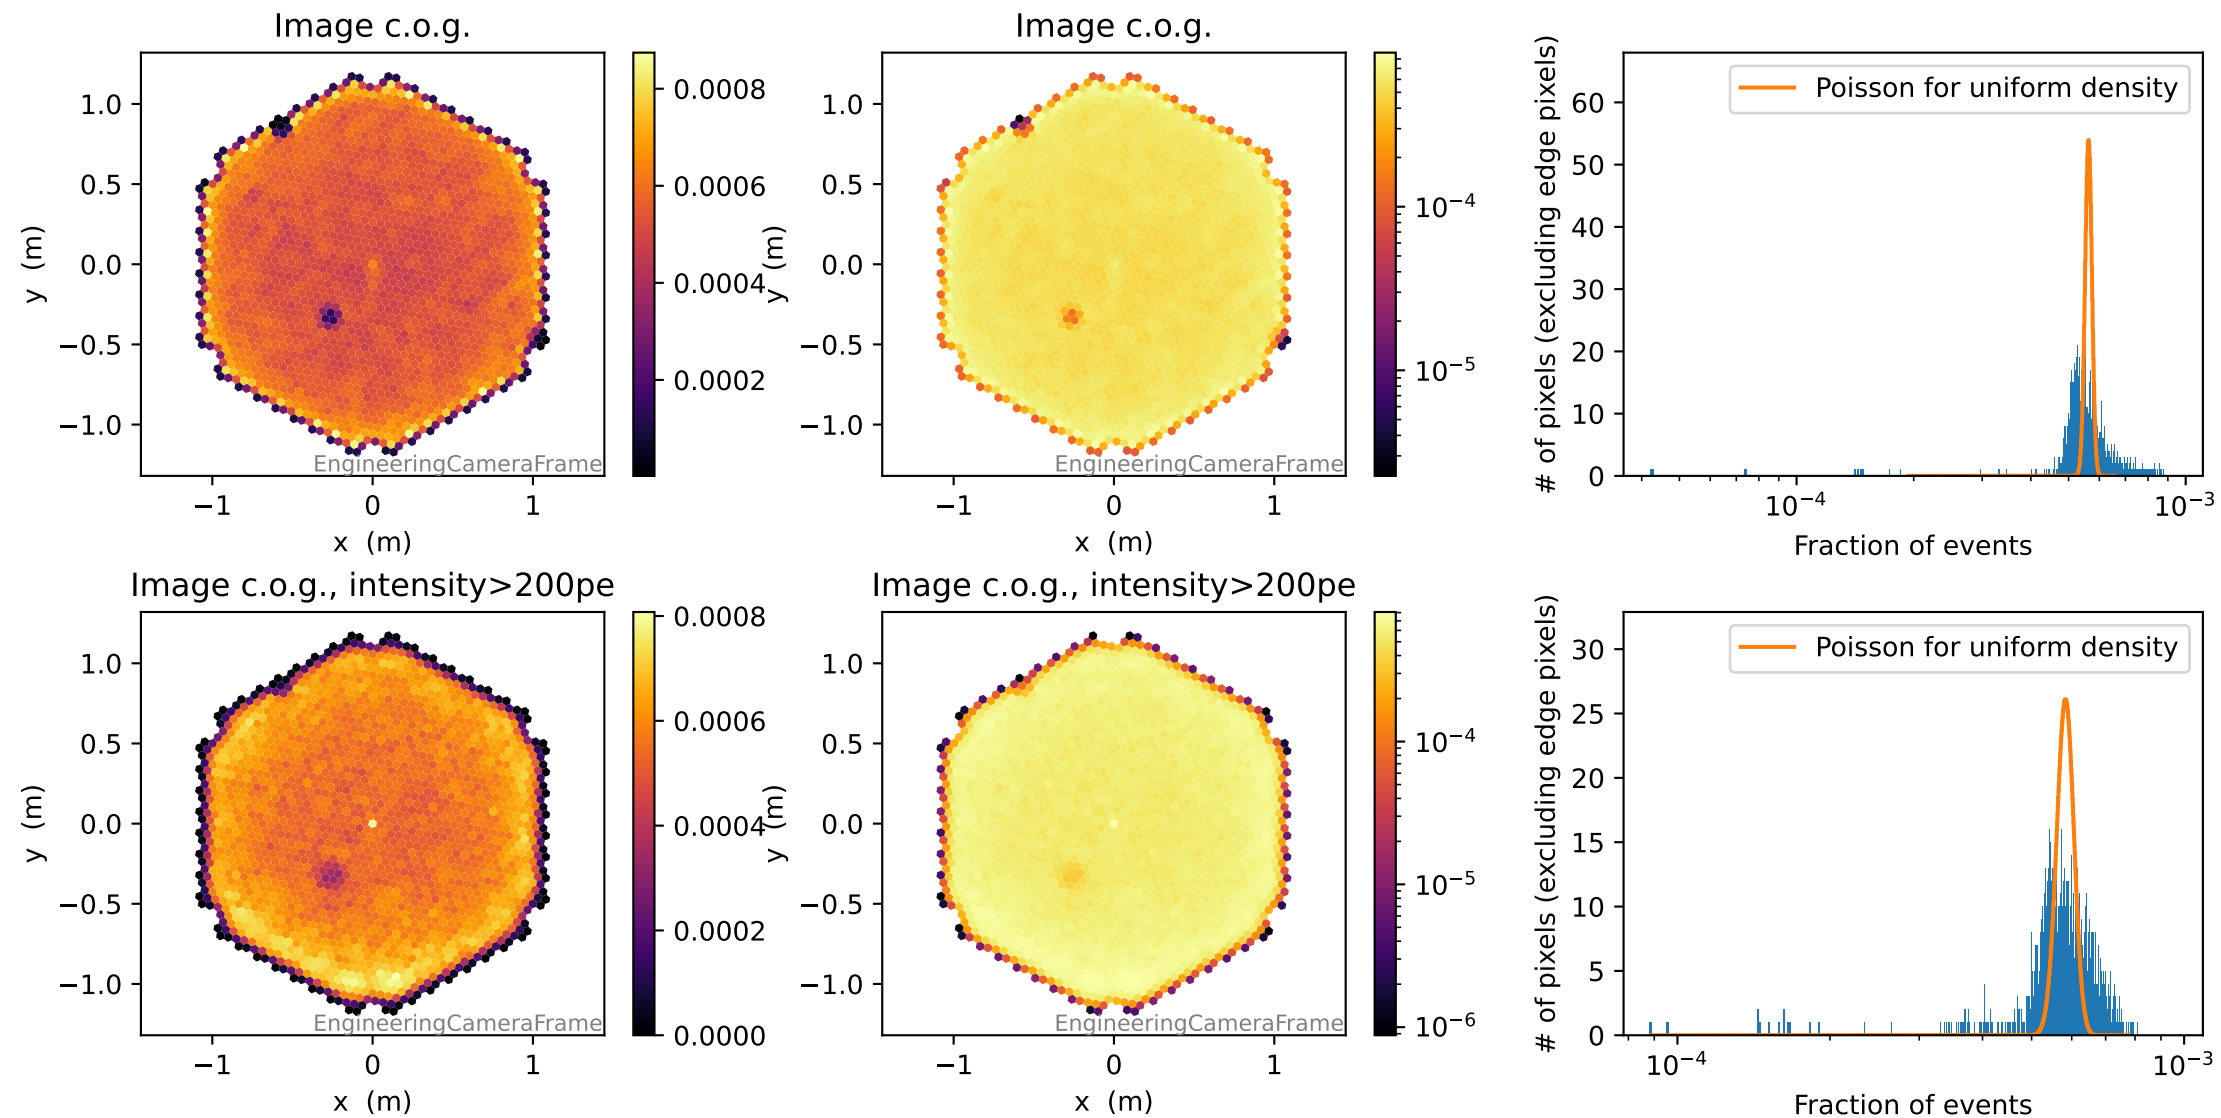 Image c.o.g.
1.0
0.5
0.0
−0.5
−1.0
y (m)
−1
0
1
x (m)
EngineeringCameraFrame
0.0008
0.0006
0.0004
0.0002
Image c.o.g.
1.0
0.5
0.0
−0.5
−1.0
y (m)
−1
0
1
x (m)
EngineeringCameraFrame
10⁻⁴
10⁻⁵
Poisson for uniform density
60
50
40
30
20
10
0
# of pixels (excluding edge pixels)
10⁻⁴
10⁻³
Fraction of events
Image c.o.g., intensity>200pe
1.0
0.5
0.0
−0.5
−1.0
y (m)
−1
0
1
x (m)
EngineeringCameraFrame
0.0008
0.0006
0.0004
0.0002
0.0000
Image c.o.g., intensity>200pe
1.0
0.5
0.0
−0.5
−1.0
y (m)
−1
0
1
x (m)
EngineeringCameraFrame
10⁻⁴
10⁻⁵
10⁻⁶
Poisson for uniform density
30
25
20
15
10
5
0
# of pixels (excluding edge pixels)
10⁻⁴
10⁻³
Fraction of events